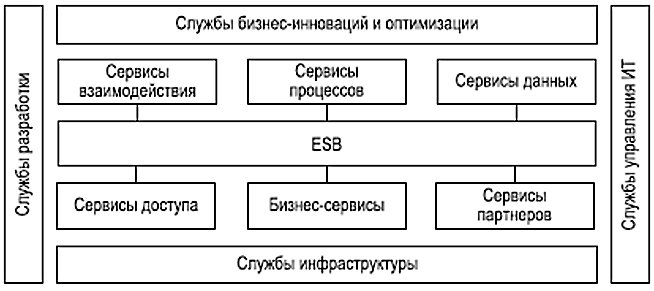 Службы разработки
Службы бизнес-инноваций и оптимизации
Сервисы
взаимодействия
Сервисы
процессов
Сервисы данных
ESB
Сервисы доступа
Бизнес-сервисы
Сервисы
партнеров
Службы инфраструктуры
Службы управления ИТ